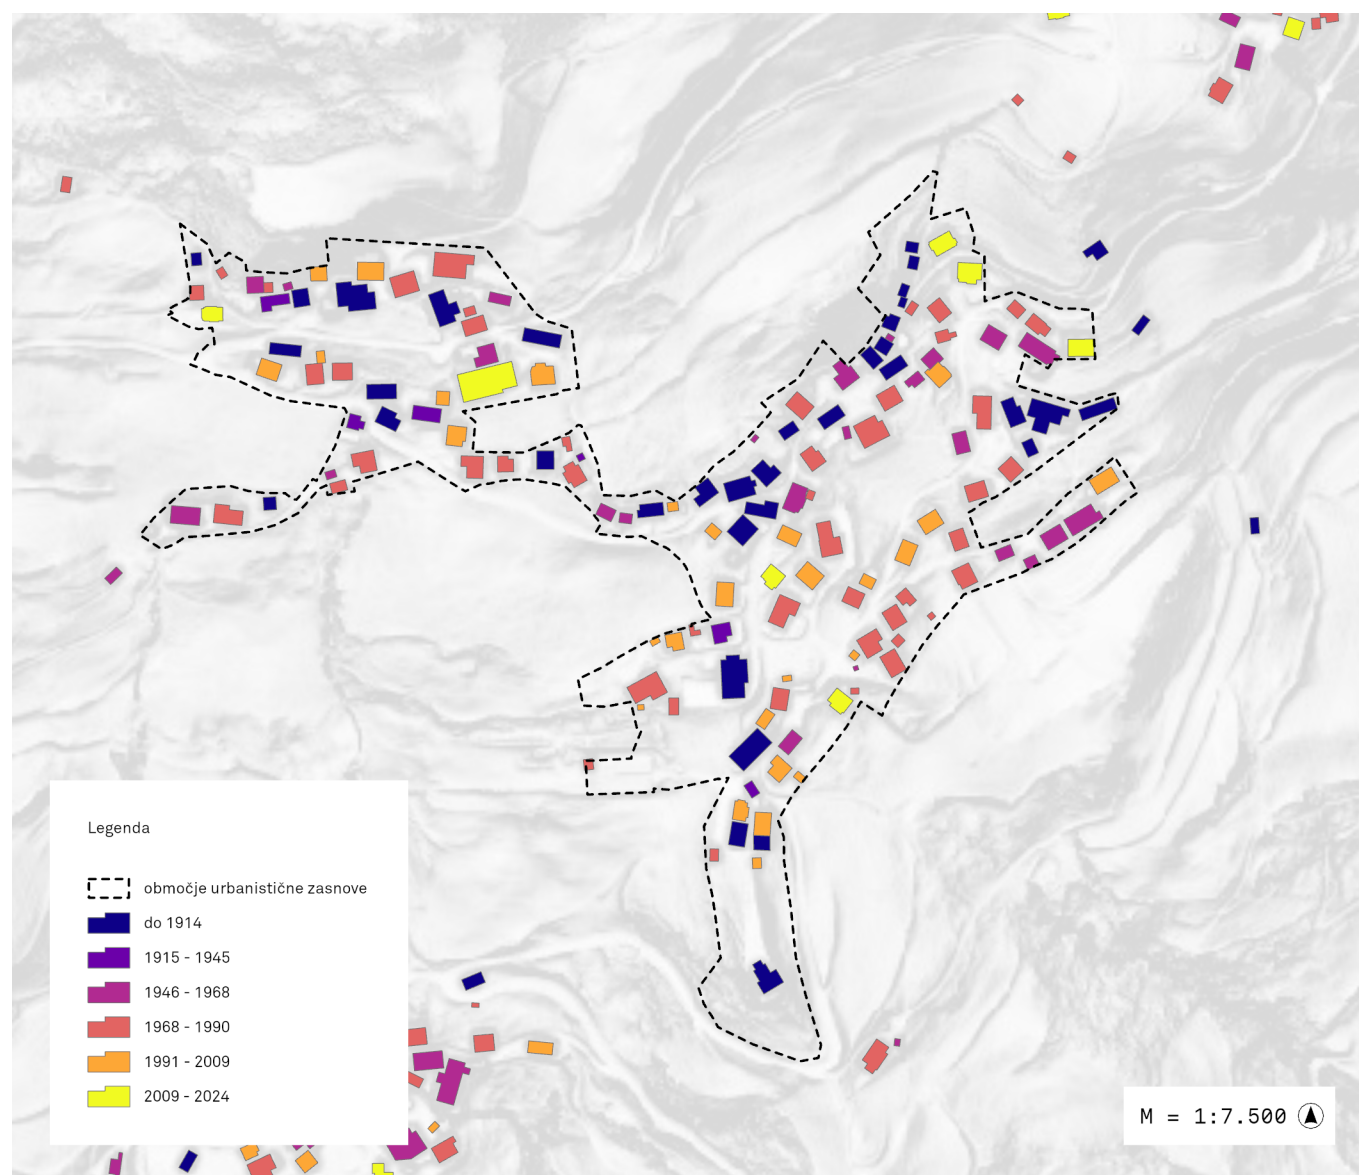 Legenda
območje urbanistične zasnove
do 1914
1915 - 1945
1946 - 1968
1968 - 1990
1991 - 2009
2009 - 2024
M = 1:7.500